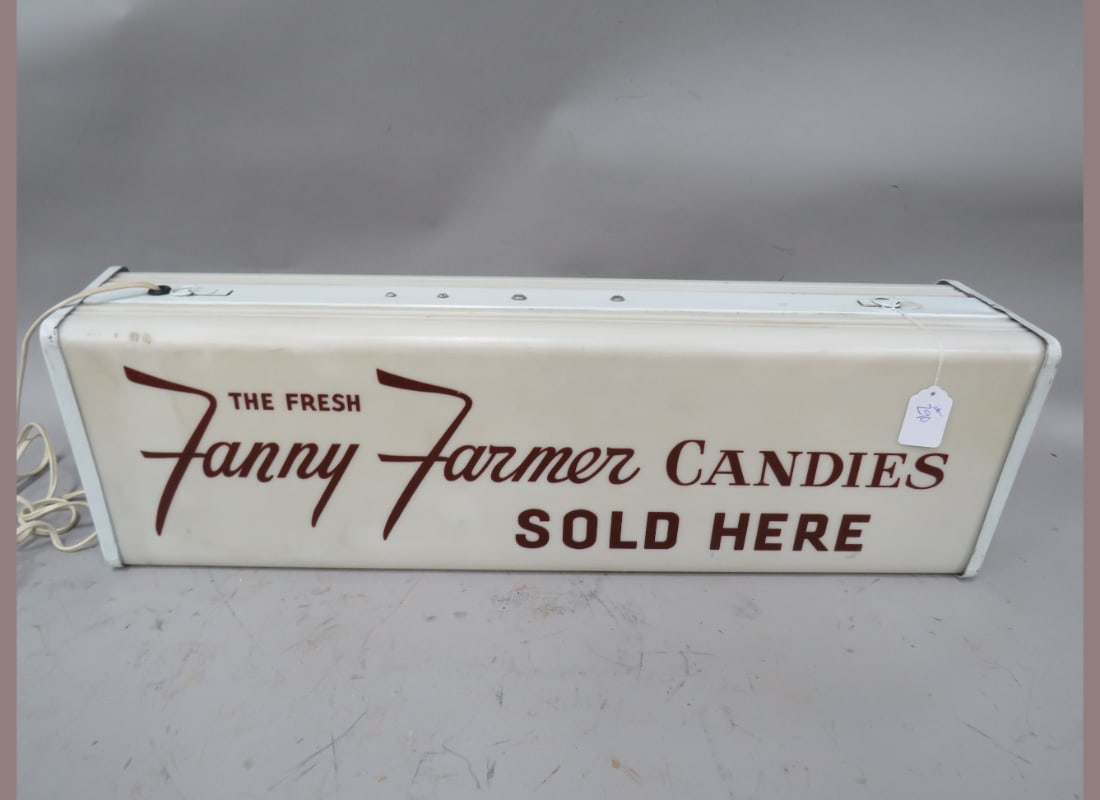 THE FRESH
Fanny Farmer CANDIES
SOLD HERE